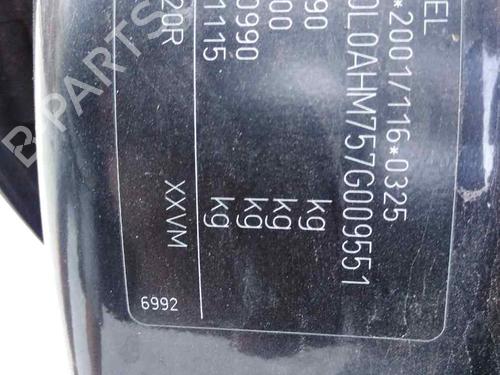 EL
*2001/116*0325
0L0AHM757G009551
90 kg
00 kg
0990 kg
1115 kg
20R XXVM
6992
B-PARTS